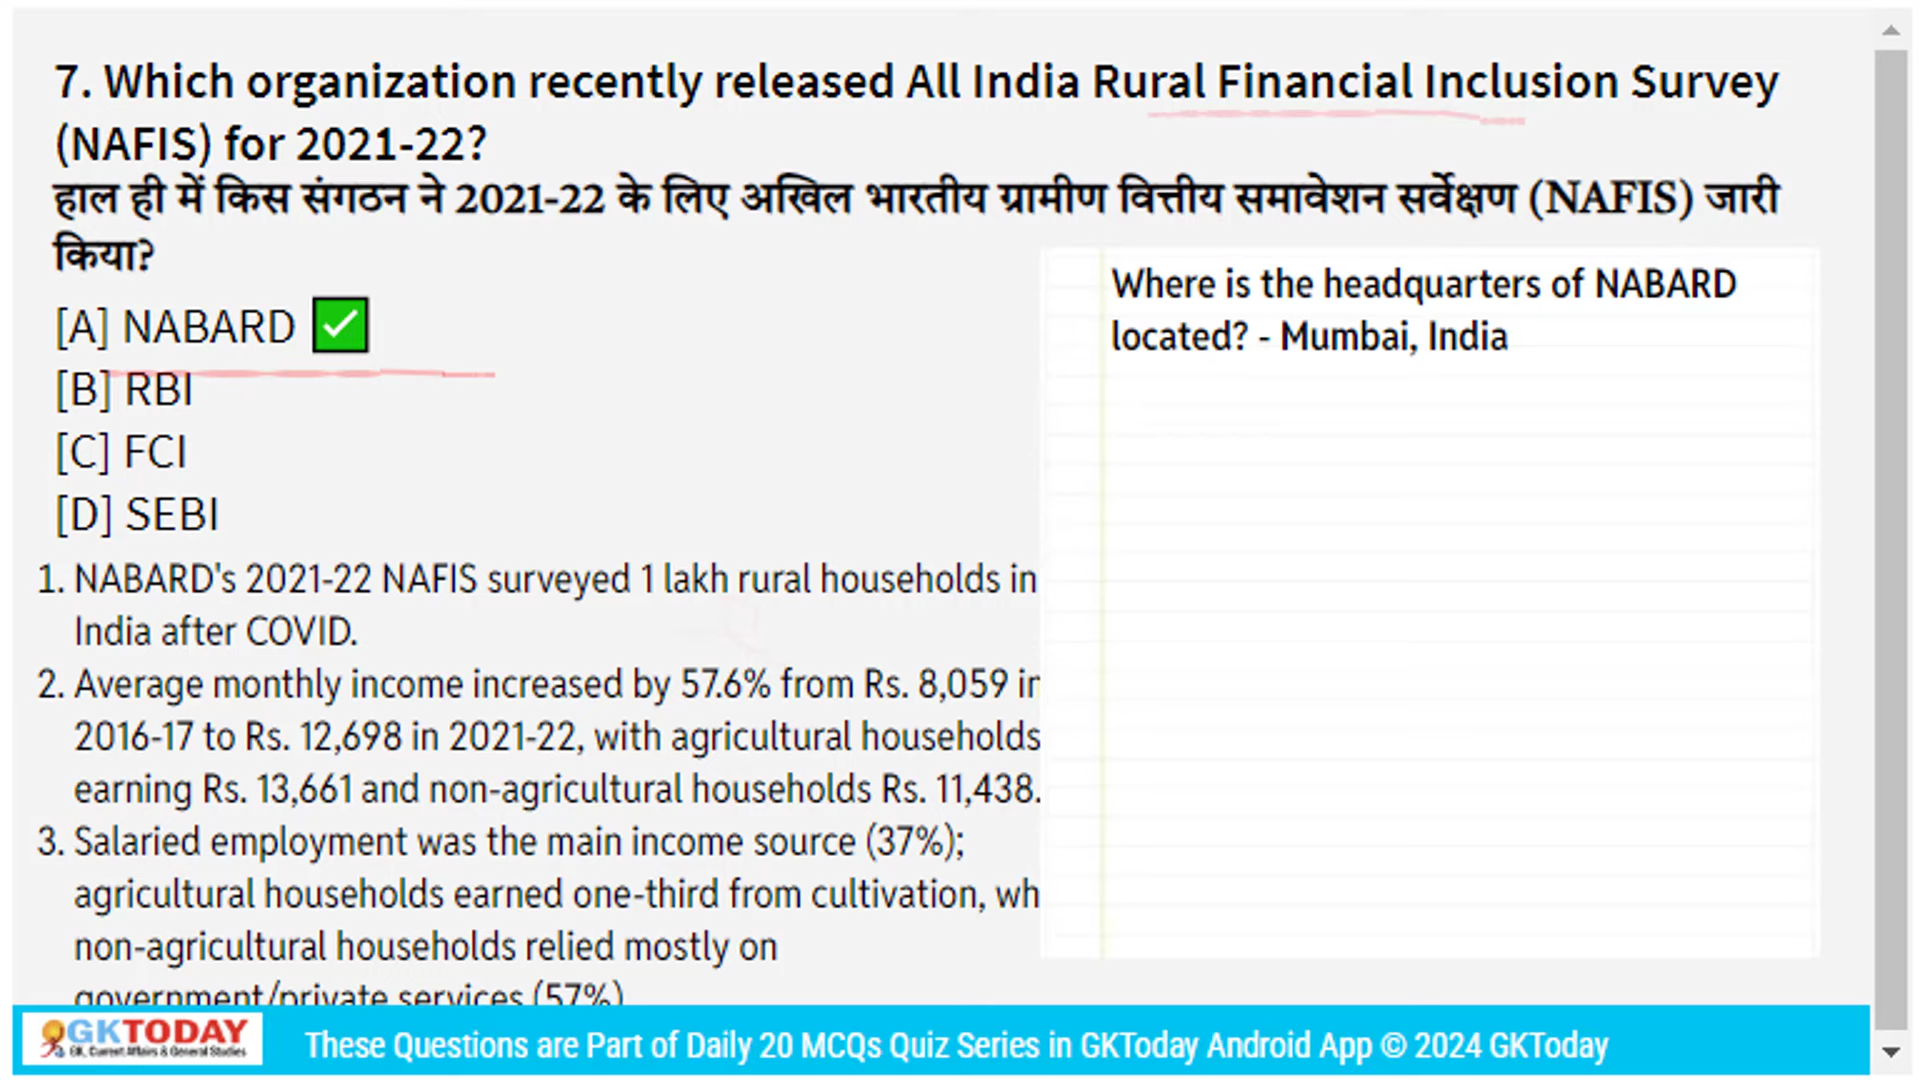 7. Which organization recently released All India Rural Financial Inclusion Survey
(NAFIS) for 2021-22?
हाल ही में किस संगठन ने 2021-22 के लिए अखिल भारतीय ग्रामीण वित्तीय समावेशन सर्वेक्षण (NAFIS) जारी
किया?
[A] NABARD
[B] RBI
[C] FCI
[D] SEBI
Where is the headquarters of NABARD
located? - Mumbai, India
1. NABARD's 2021-22 NAFIS surveyed 1 lakh rural households in
India after COVID.
2. Average monthly income increased by 57.6% from Rs. 8,059 in
2016-17 to Rs. 12,698 in 2021-22, with agricultural households
earning Rs. 13,661 and non-agricultural households Rs. 11,438.
3. Salaried employment was the main income source (37%);
agricultural households earned one-third from cultivation, wh
non-agricultural households relied mostly on
government/private services (57%)
GKTODAY
GK, Current Affairs & General Studies
These Questions are Part of Daily 20 MCQs Quiz Series in GKToday Android App © 2024 GKToday